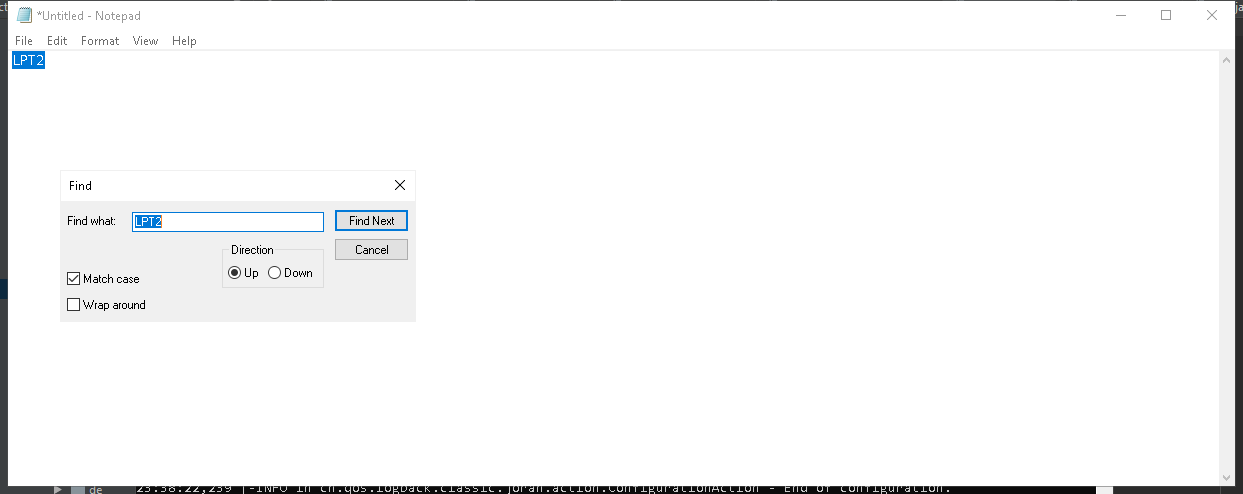 *Untitled - Notepad
File Edit Format View Help
LPT2
Find
Find what: LPT2 Find Next
Direction Cancel
Up Down
Match case
Wrap around
de 23:38:22,239 |-INFO in ch.qos.logback.classic.joran.action.ConfigurationAction - End of configuration.